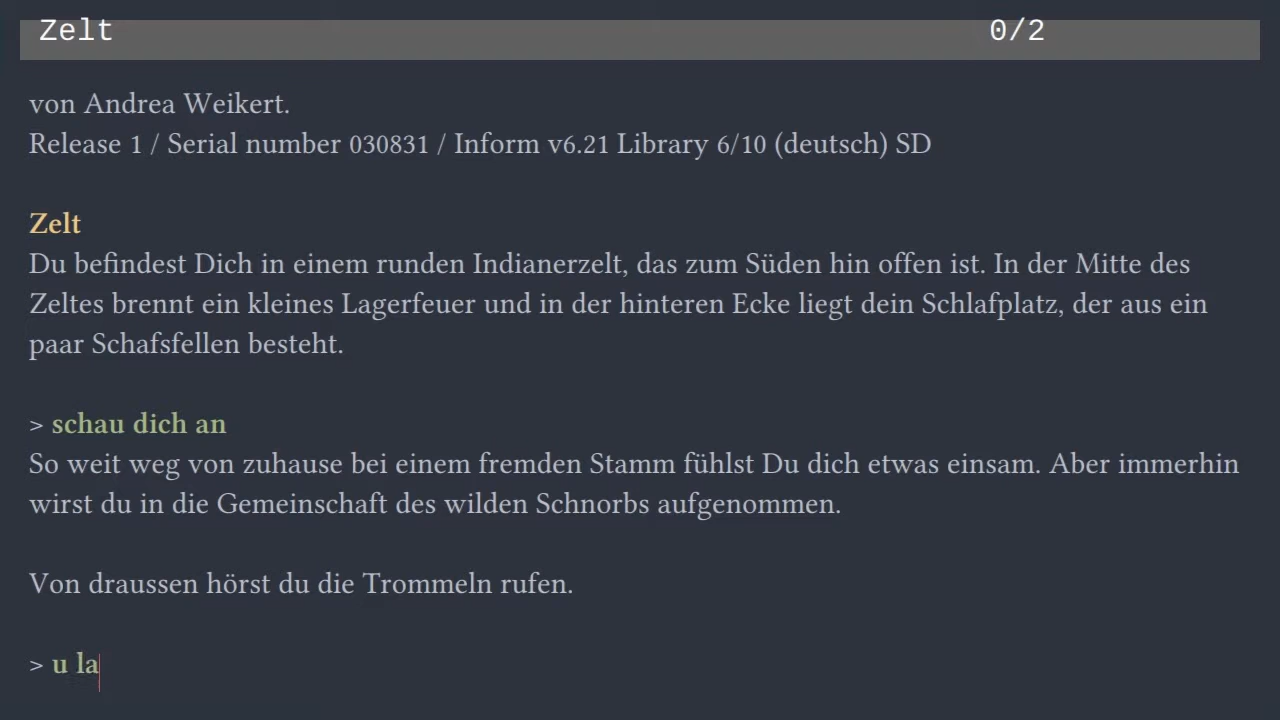 Zelt 0/2
von Andrea Weikert.
Release 1 / Serial number 030831 / Inform v6.21 Library 6/10 (deutsch) SD
Zelt
Du befindest Dich in einem runden Indianerzelt, das zum Süden hin offen ist. In der Mitte des
Zeltes brennt ein kleines Lagerfeuer und in der hinteren Ecke liegt dein Schlafplatz, der aus ein
paar Schafsfellen besteht.
> schau dich an
So weit weg von zuhause bei einem fremden Stamm fühlst Du dich etwas einsam. Aber immerhin
wirst du in die Gemeinschaft des wilden Schnorbs aufgenommen.
Von draussen hörst du die Trommeln rufen.
> u la